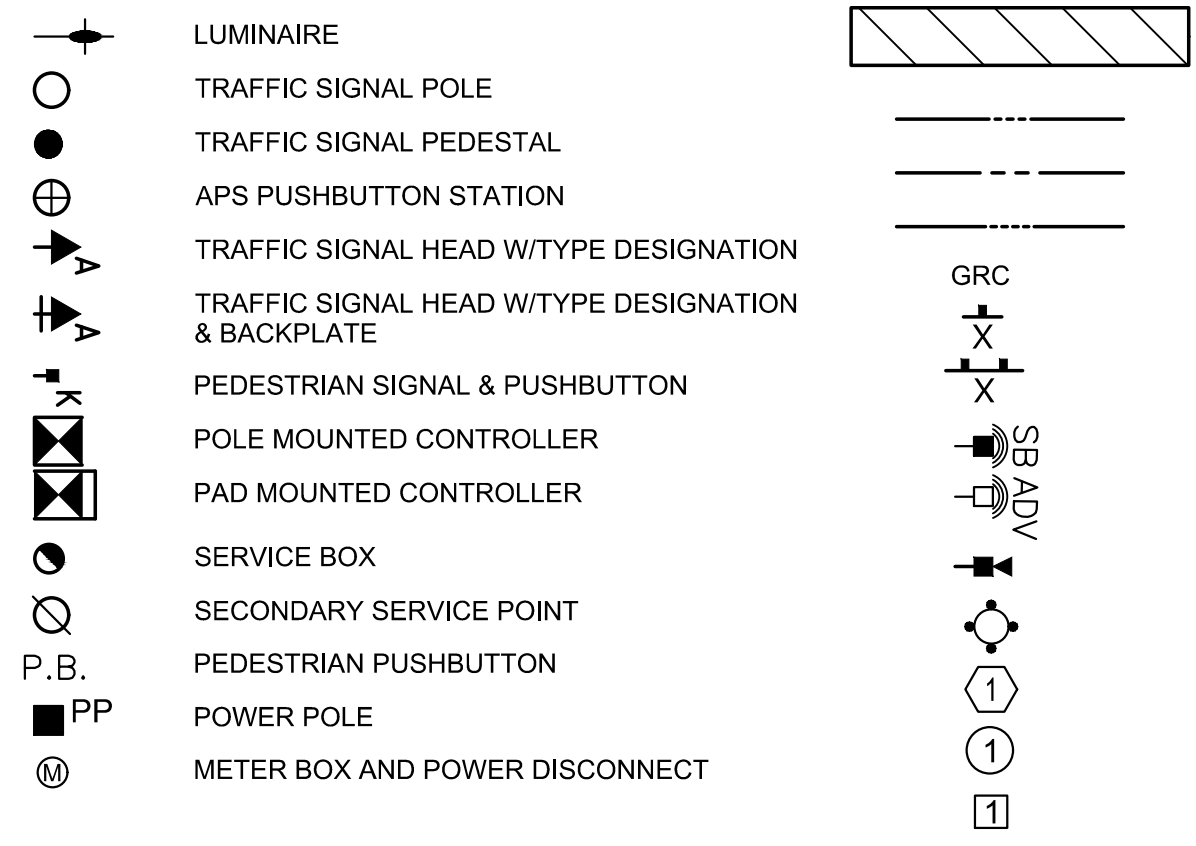 LUMINAIRE
TRAFFIC SIGNAL POLE
TRAFFIC SIGNAL PEDESTAL
APS PUSHBUTTON STATION
A TRAFFIC SIGNAL HEAD W/TYPE DESIGNATION
A TRAFFIC SIGNAL HEAD W/TYPE DESIGNATION
& BACKPLATE
K PEDESTRIAN SIGNAL & PUSHBUTTON
POLE MOUNTED CONTROLLER
PAD MOUNTED CONTROLLER
SERVICE BOX
SECONDARY SERVICE POINT
P.B. PEDESTRIAN PUSHBUTTON
PP POWER POLE
M METER BOX AND POWER DISCONNECT
GRC
X
X
SB
ADV
1
1
1